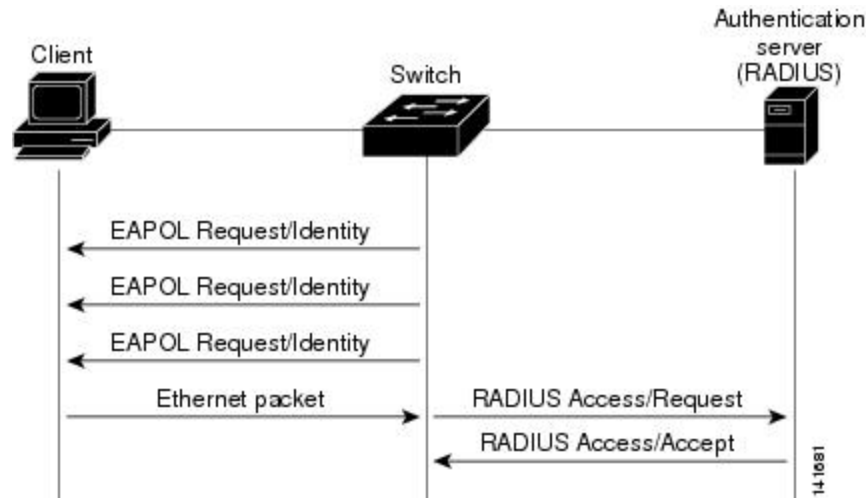 Client
Switch
Authentication
server
(RADIUS)
EAPOL Request/Identity
EAPOL Request/Identity
EAPOL Request/Identity
Ethernet packet
RADIUS Access/Request
RADIUS Access/Accept
141681